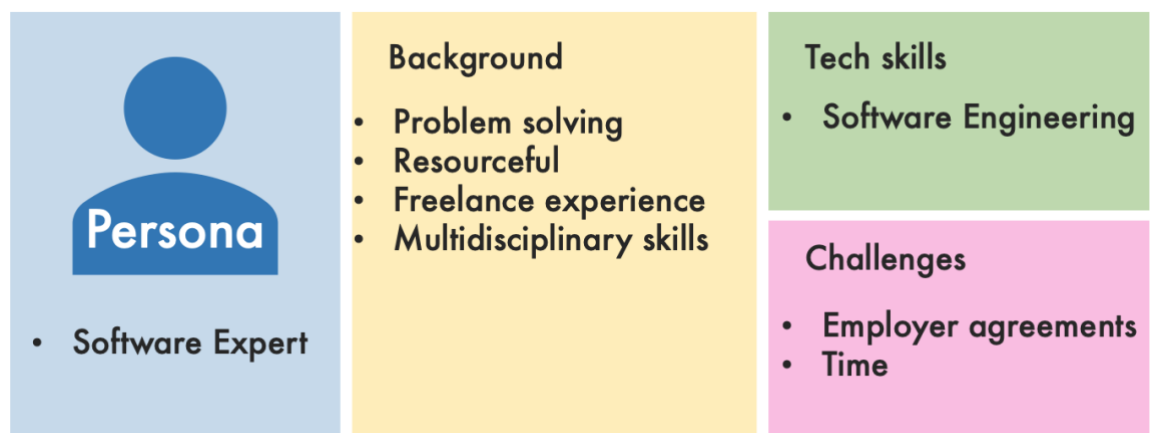 Persona
• Software Expert
Background
• Problem solving
• Resourceful
• Freelance experience
• Multidisciplinary skills
Tech skills
• Software Engineering
Challenges
• Employer agreements
• Time